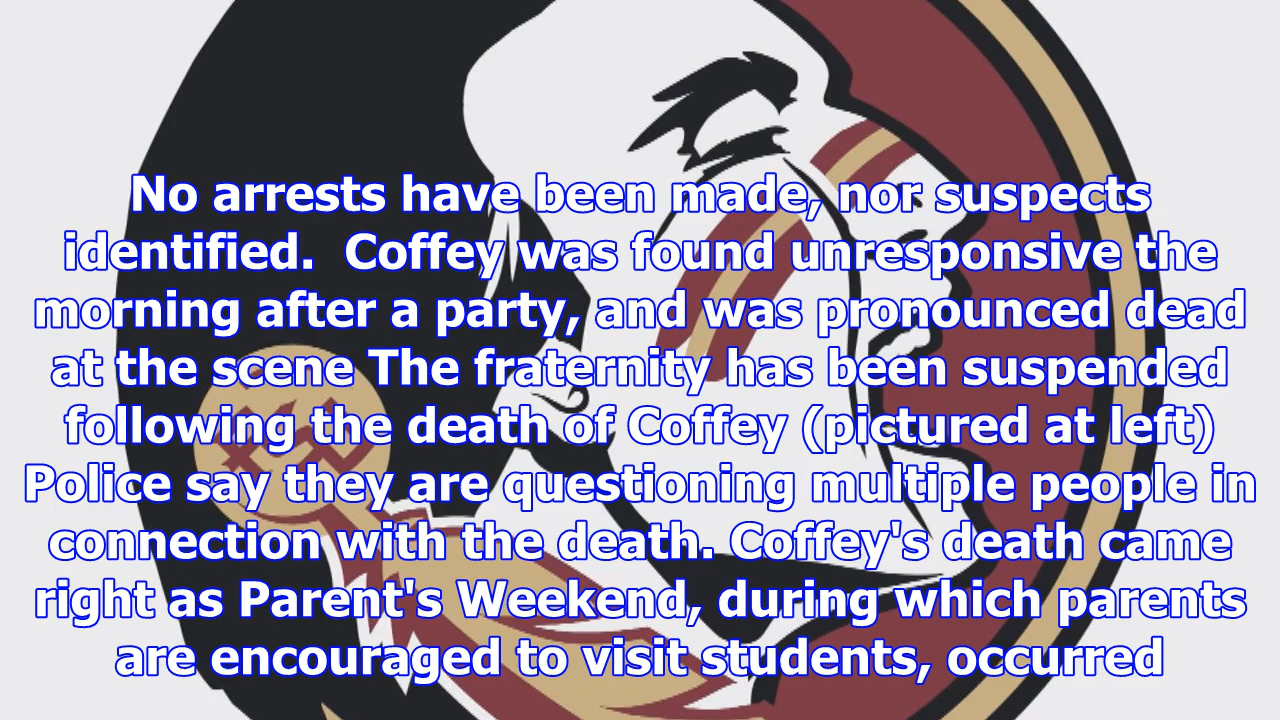 No arrests have been made, nor suspects
identified.  Coffey was found unresponsive the
morning after a party, and was pronounced dead
at the scene The fraternity has been suspended
following the death of Coffey (pictured at left)
Police say they are questioning multiple people in
connection with the death. Coffey's death came
right as Parent's Weekend, during which parents
are encouraged to visit students, occurred